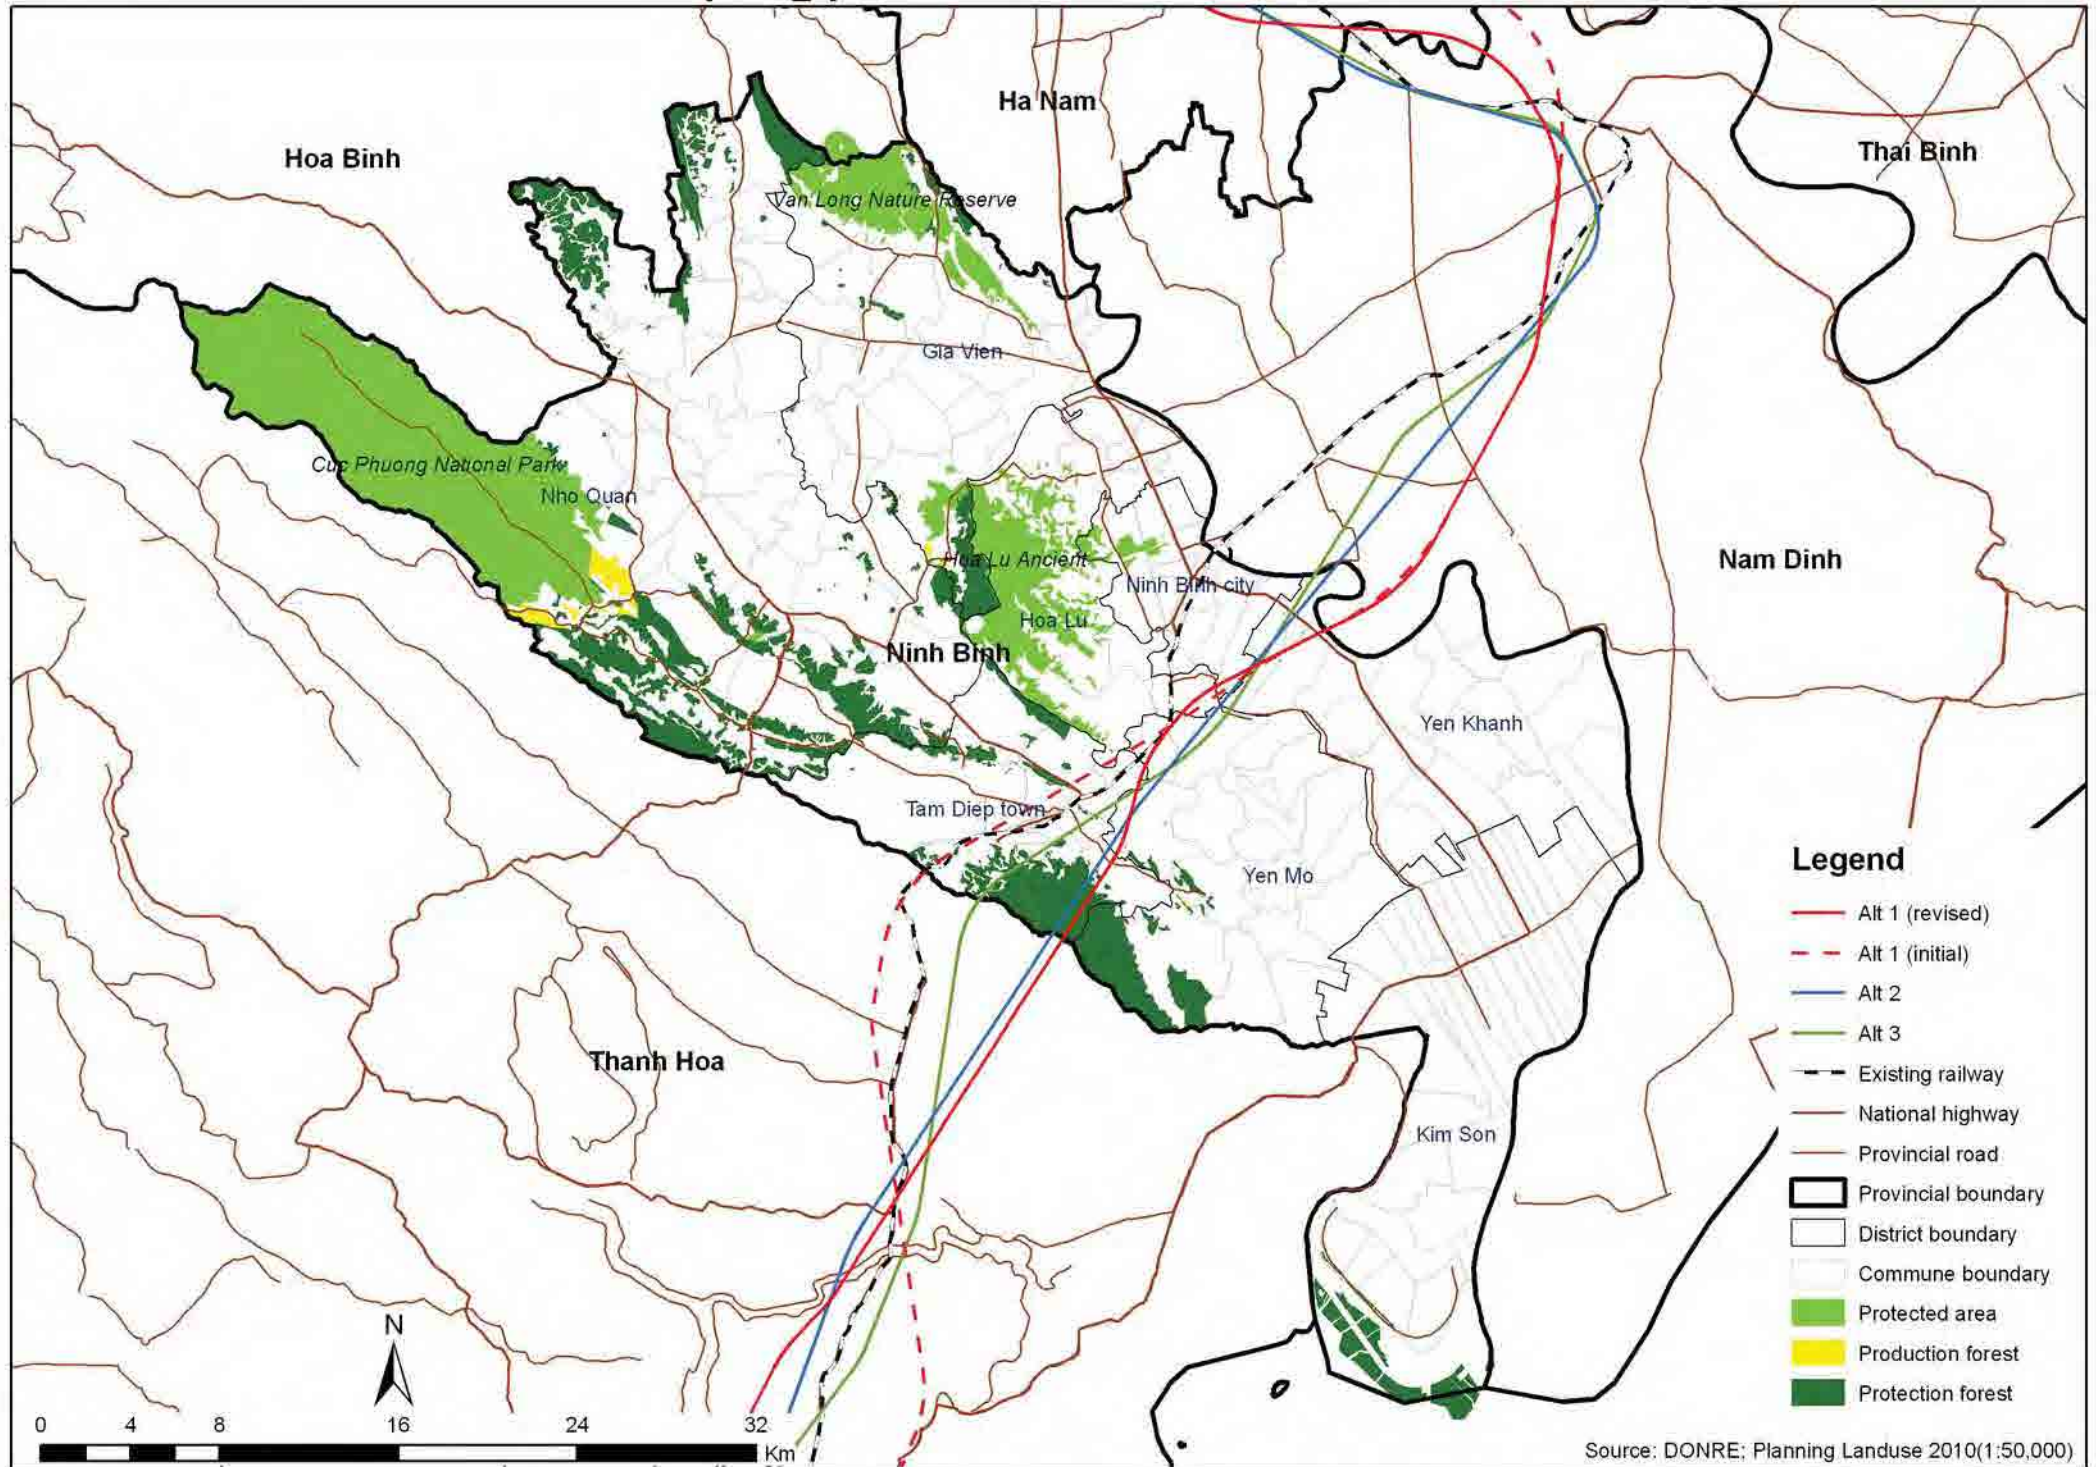 Ha Nam
Hoa Binh
Thai Binh
Van Long Nature Reserve
Gia Vien
Cuc Phuong National Park
Nho Quan
Hoa Lu Ancient
Nam Dinh
Ninh Binh city
Hoa Lu
Ninh Binh
Yen Khanh
Tam Diep town
Yen Mo
Thanh Hoa
Kim Son
Legend
Alt 1 (revised)
Alt 1 (initial)
Alt 2
Alt 3
Existing railway
National highway
Provincial road
Provincial boundary
District boundary
Commune boundary
Protected area
Production forest
Protection forest
N
0 4 8 16 24 32
Km
Source: DONRE; Planning Landuse 2010(1:50,000)